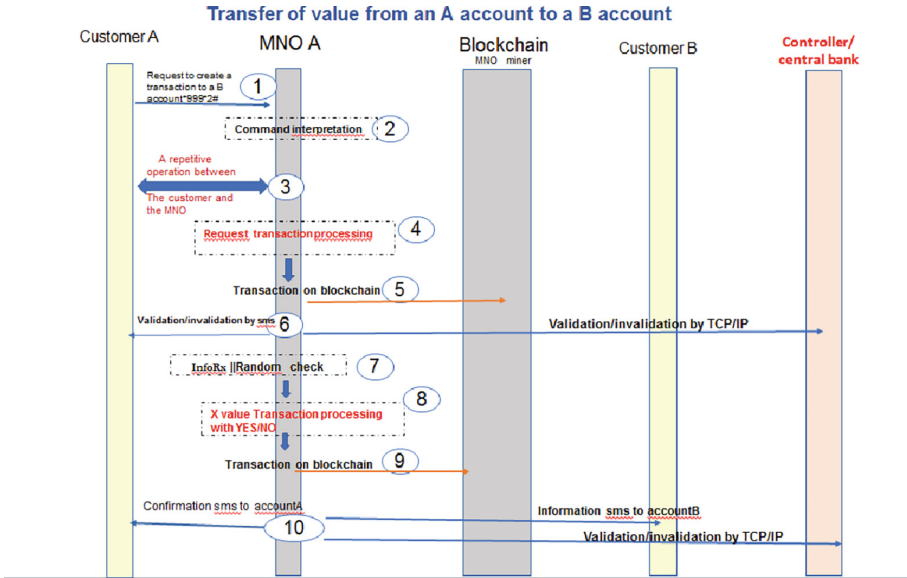 Transfer of value from an A account to a B account
Customer A
MNO A
Blockchain
MNO miner
Customer B
Controller/
central bank
Request to create a
transaction to a B
account*999*2#
1
Command interpretation
2
A repetitive
operation between
3
The customer and
the MNO
4
Request transaction processing
Transaction on blockchain
5
Validation/invalidation by sms
6
Validation/invalidation by TCP/IP
InfoRx ||Random check
7
8
X value Transaction processing
with YES/NO
Transaction on blockchain
9
Confirmation sms to accountA
10
Information sms to accountB
Validation/invalidation by TCP/IP